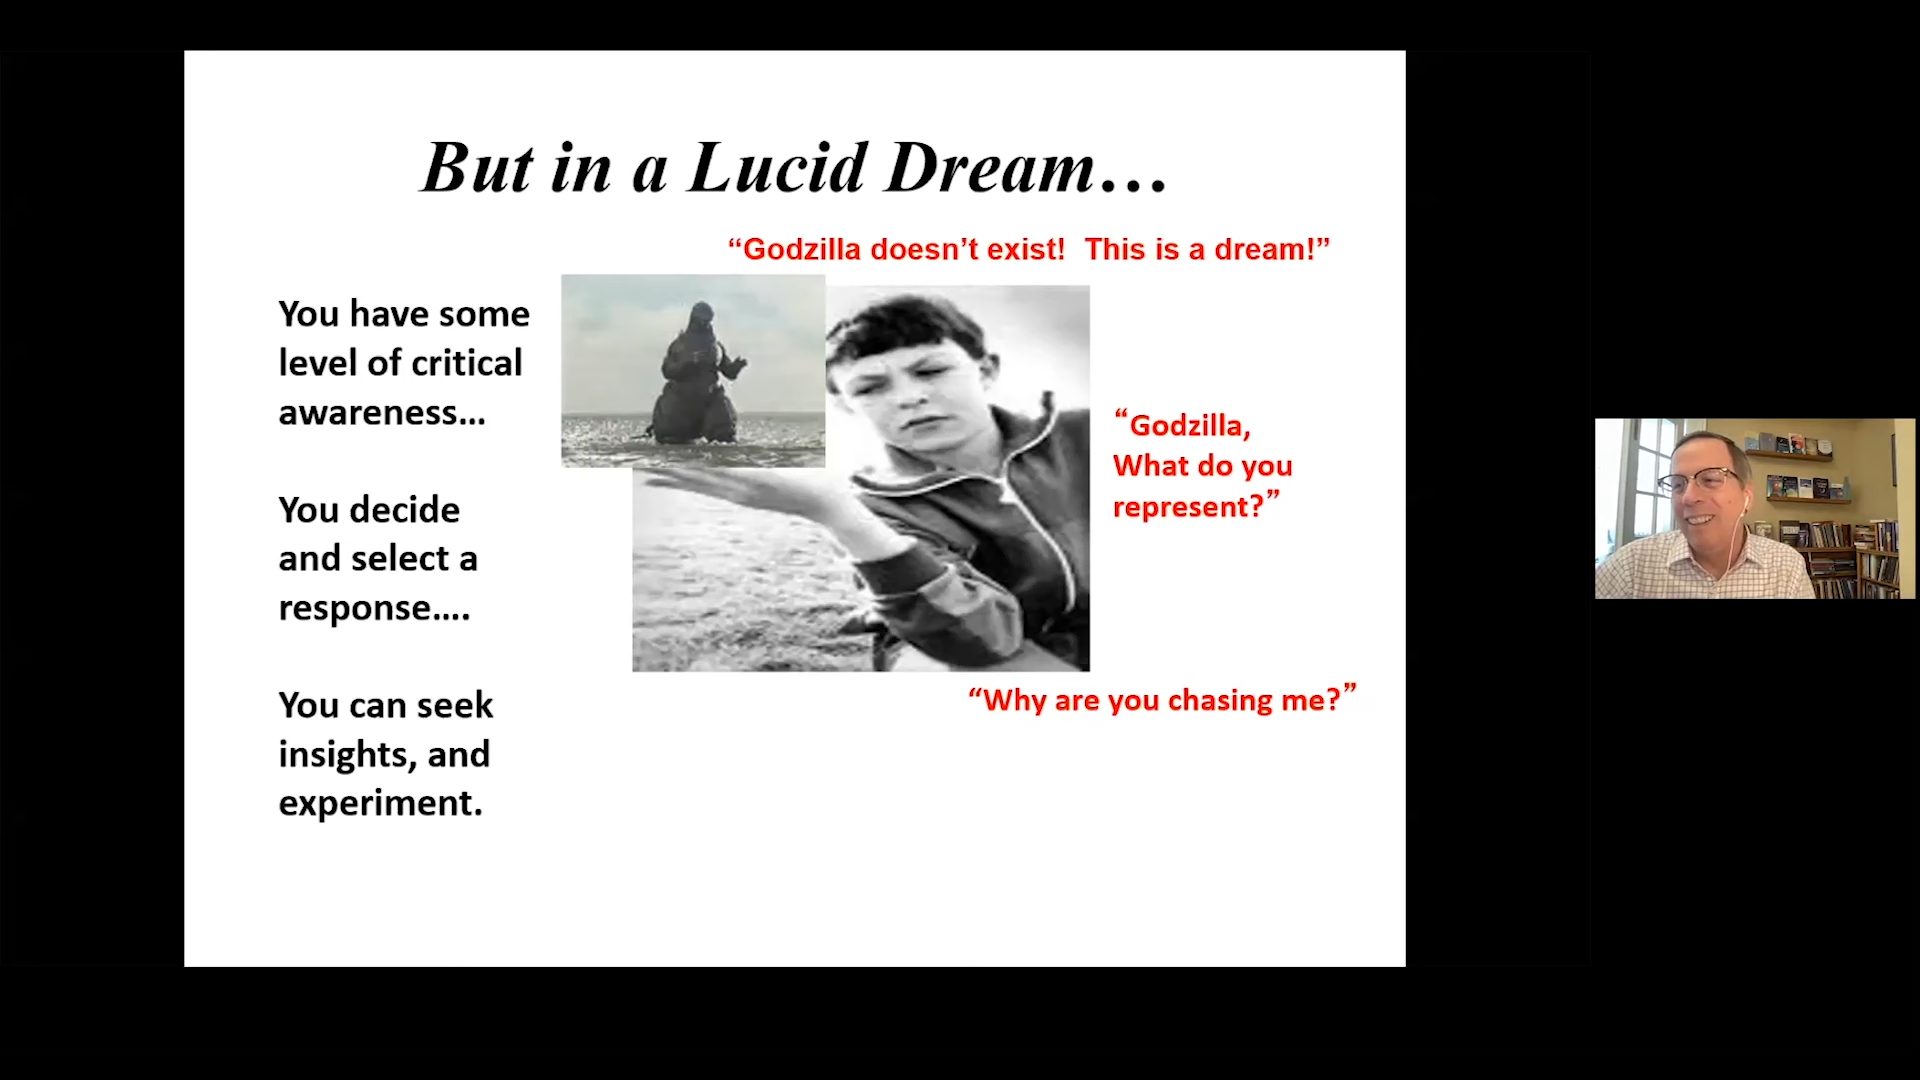 But in a Lucid Dream…
“Godzilla doesn’t exist!  This is a dream!”
You have some
level of critical
awareness…
You decide
and select a
response….
You can seek
insights, and
experiment.
“Godzilla,
What do you
represent?”
“Why are you chasing me?”